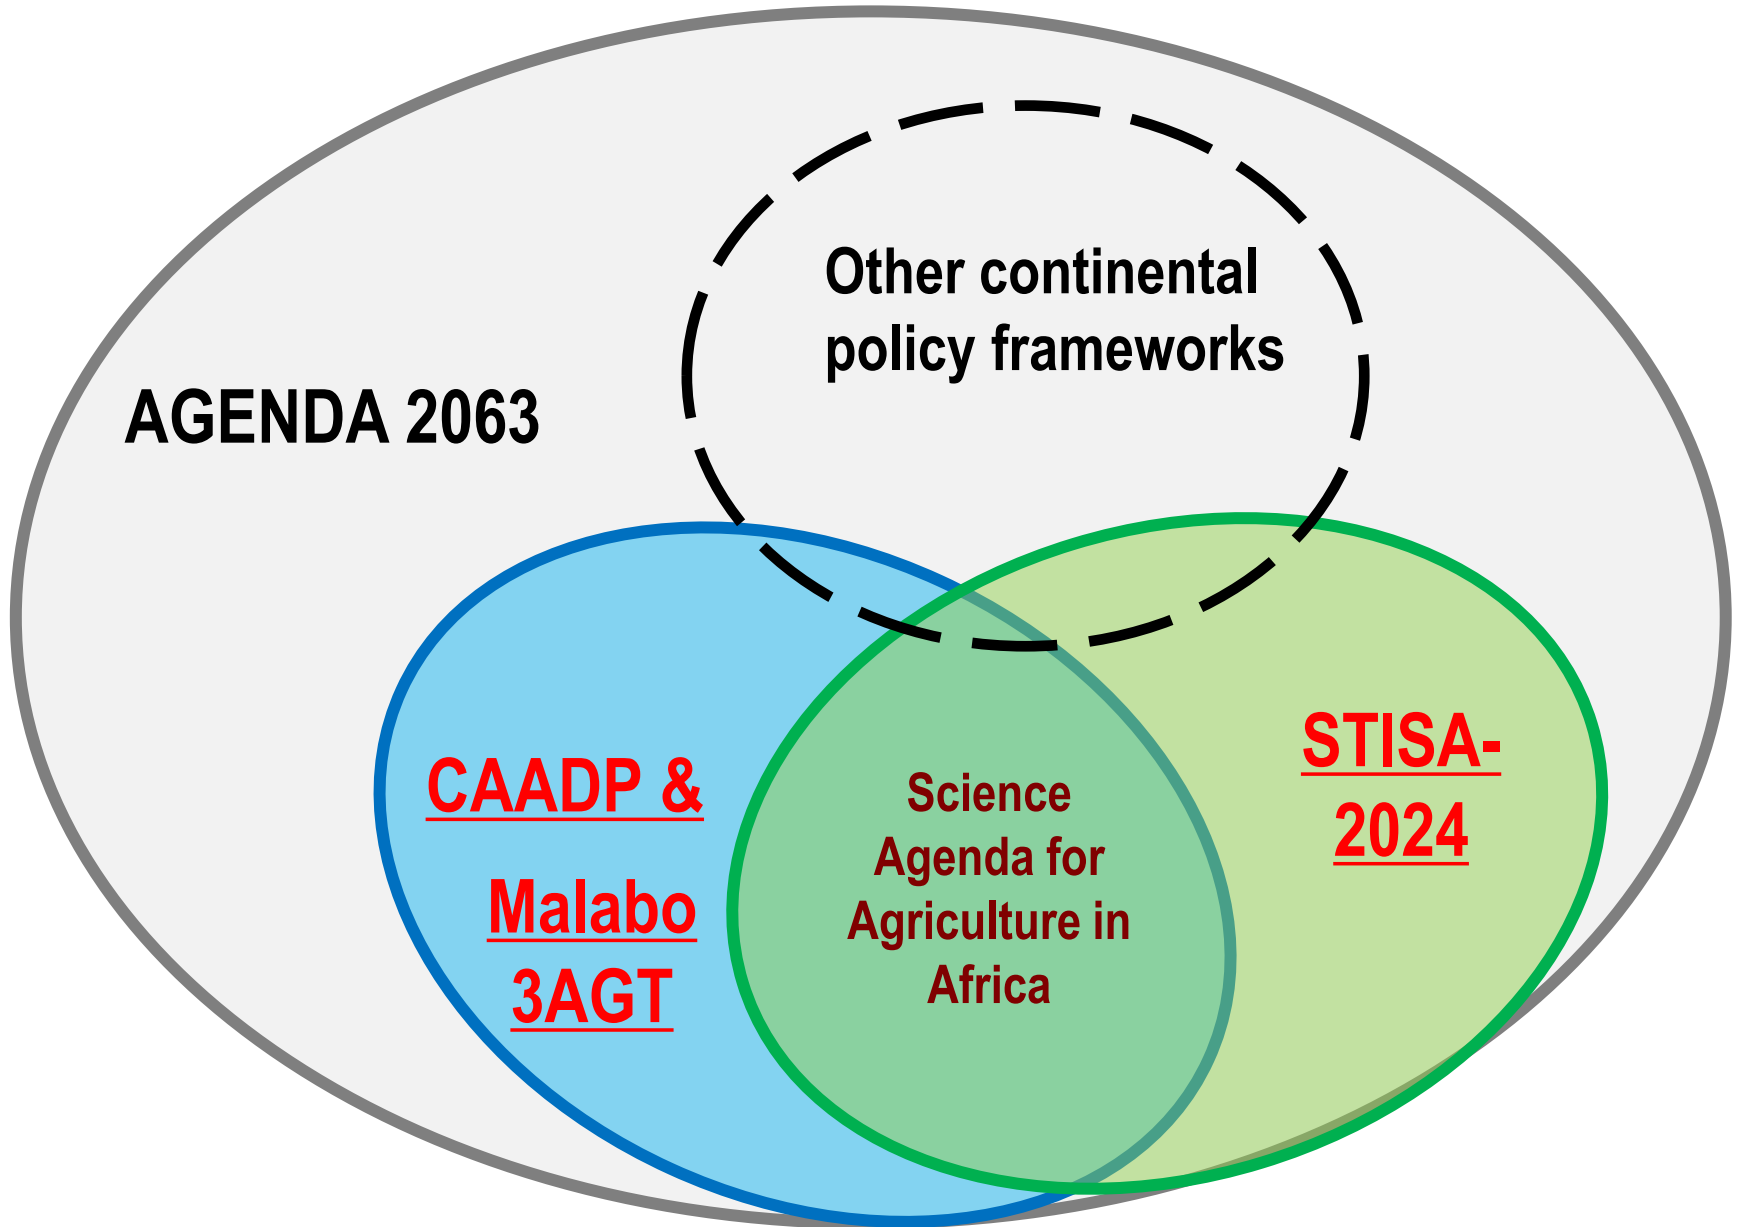 Other continental
policy frameworks
AGENDA 2063
CAADP &
Malabo
3AGT
Science
Agenda for
Agriculture in
Africa
STISA-
2024